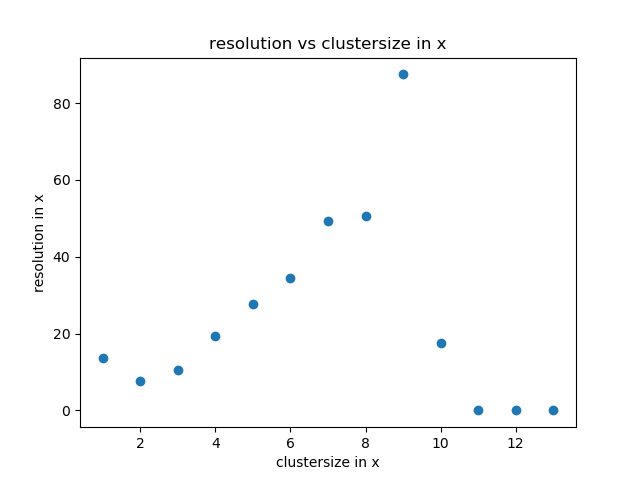 resolution vs clustersize in x
resolution in x
80
60
40
20
0
2 4 6 8 10 12
clustersize in x